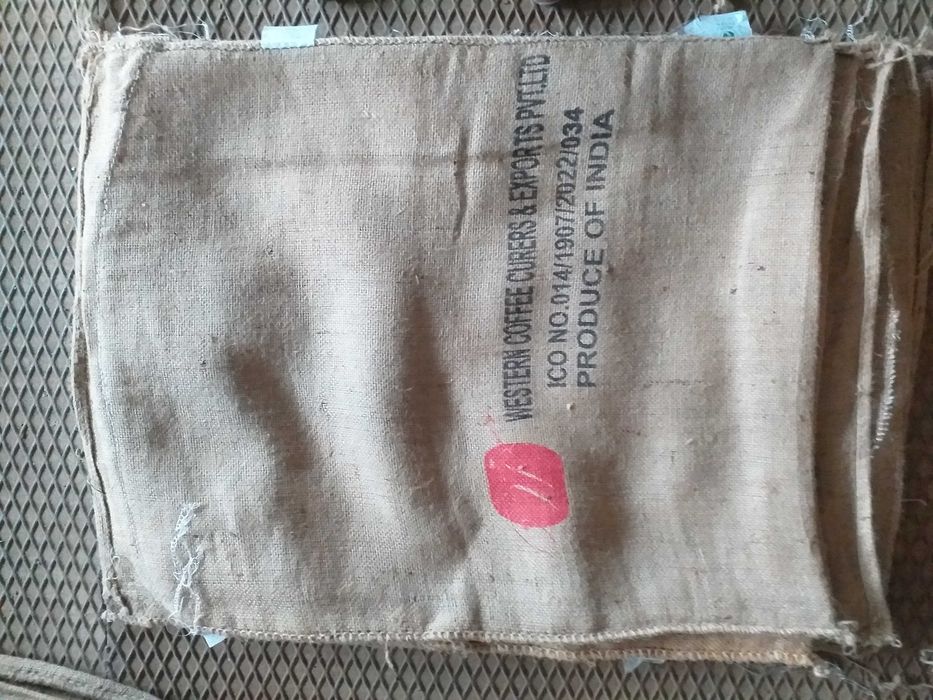 WESTERN COFFEE CURERS & EXPORTS PVT.LTD
ICO NO.014/1907/2022/034
PRODUCE OF INDIA